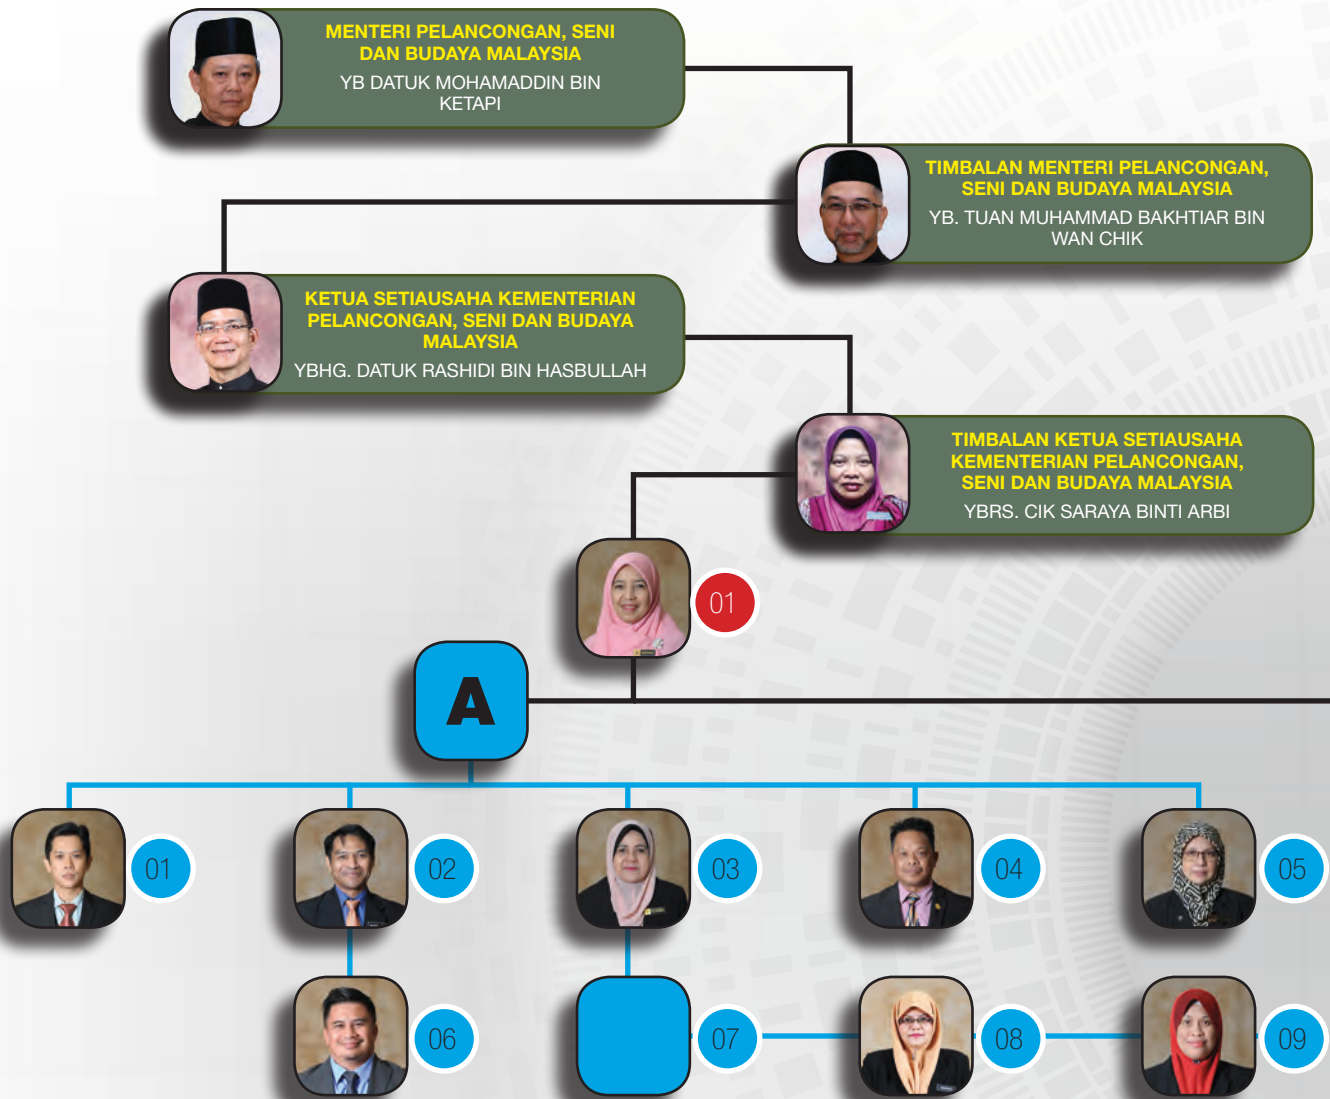 MENTERI PELANCONGAN, SENI
DAN BUDAYA MALAYSIA
YB DATUK MOHAMADDIN BIN
KETAPI
TIMBALAN MENTERI PELANCONGAN,
SENI DAN BUDAYA MALAYSIA
YB. TUAN MUHAMMAD BAKHTIAR BIN
WAN CHIK
KETUA SETIAUSAHA KEMENTERIAN
PELANCONGAN, SENI DAN BUDAYA
MALAYSIA
YBHG. DATUK RASHIDI BIN HASBULLAH
TIMBALAN KETUA SETIAUSAHA
KEMENTERIAN PELANCONGAN,
SENI DAN BUDAYA MALAYSIA
YBRS. CIK SARAYA BINTI ARBI
01
A
01
02
03
04
05
06
07
08
09